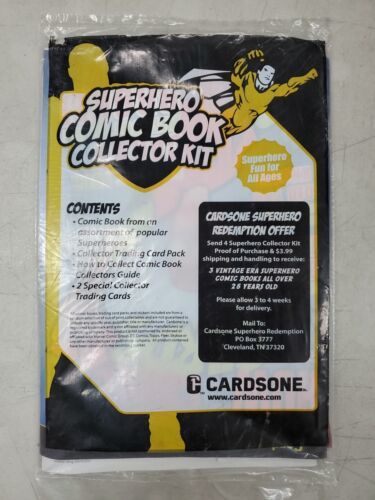 SUPERHERO
COMIC BOOK
COLLECTOR KIT
Superhero
Fun for
All Ages
CONTENTS
• Comic Book from an
assortment of popular
Superheroes
• Collector Trading Card Pack
• How to Collect Comic Book
Collectors Guide
• 2 Special Collector
Trading Cards
CARDSONE SUPERHERO
REDEMPTION OFFER
Send 4 Superhero Collector Kit
Proof of Purchase & $3.99
shipping and handling to receive:
3 VINTAGE ERA SUPERHERO
COMIC BOOKS ALL OVER
25 YEARS OLD
Please allow 3 to 4 weeks
for delivery.
Mail To:
Cardsone Superhero Redemption
PO Box 3777
Cleveland, TN 37320
CARDSONE
www.cardsone.com